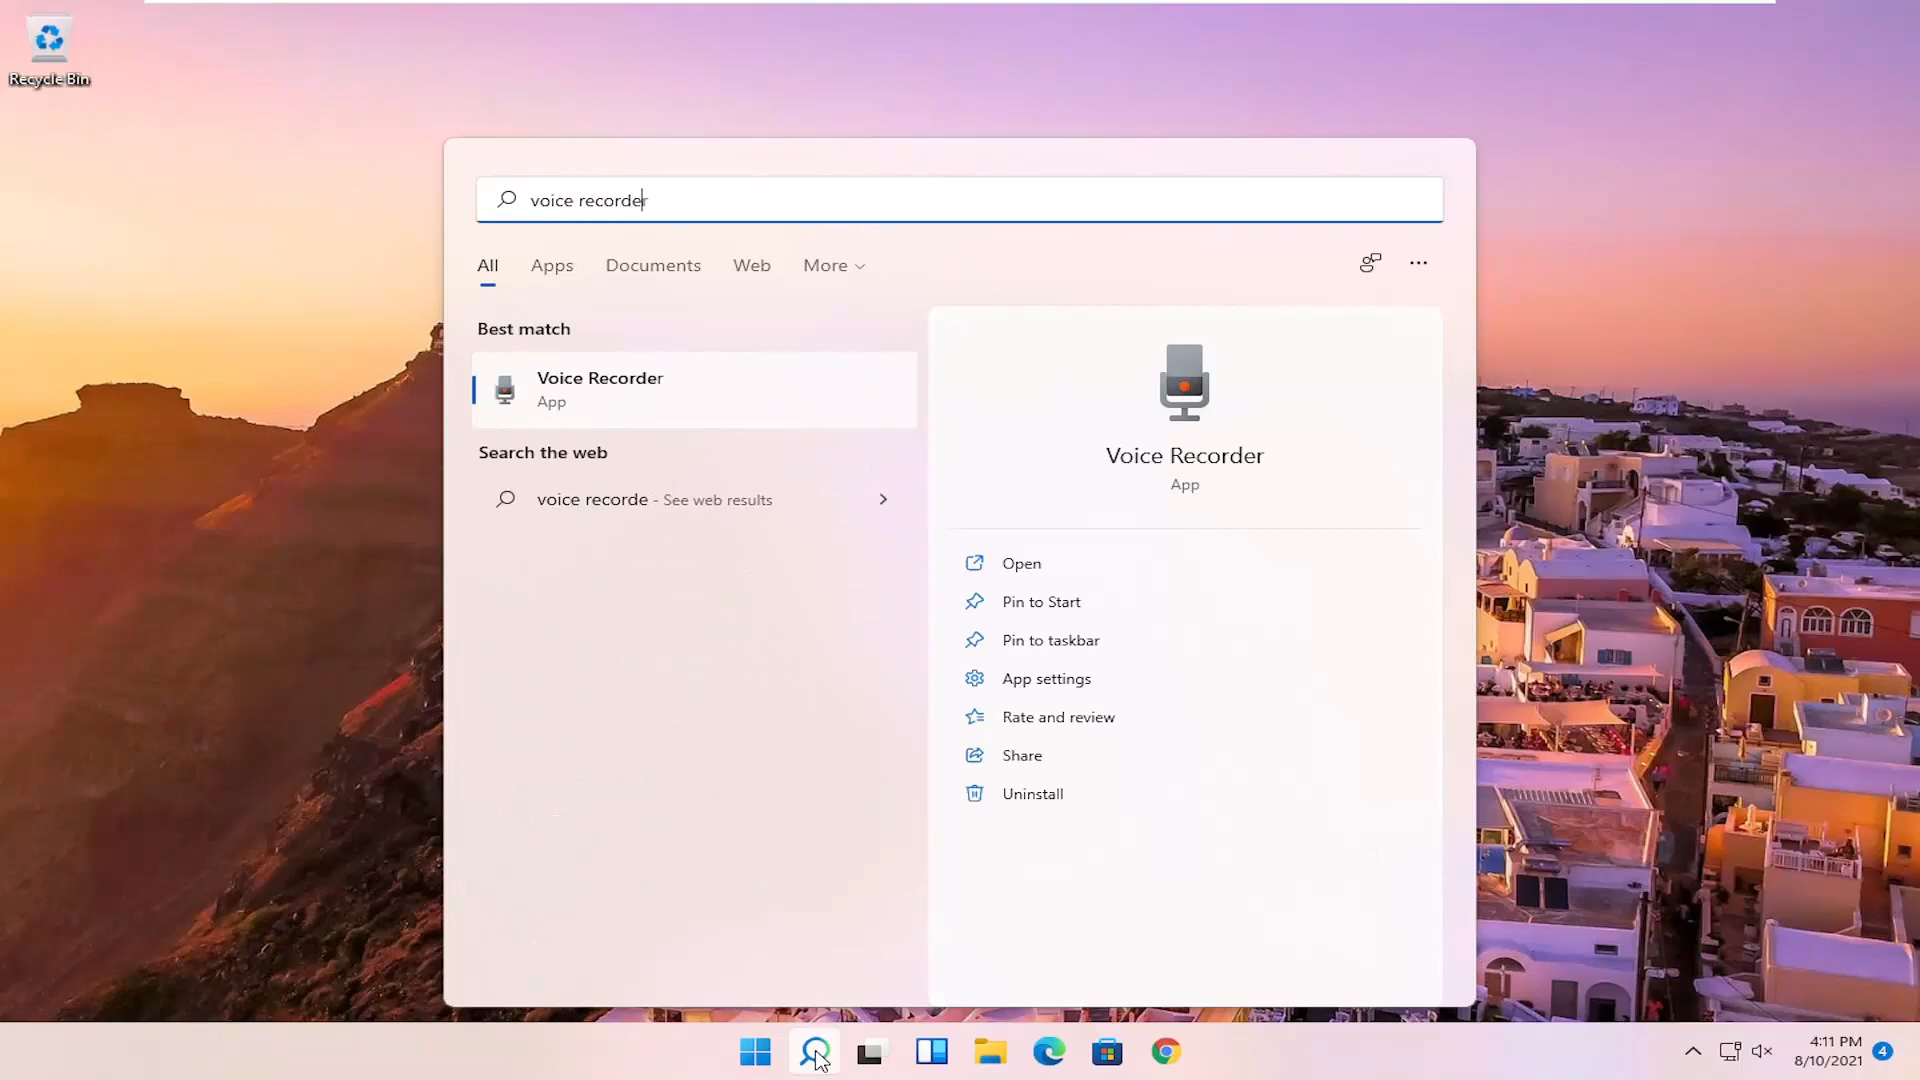 Recycle Bin
voice recorder
All Apps Documents Web More
Best match
Voice Recorder
App
Search the web
voice recorde - See web results
Voice Recorder
App
Open
Pin to Start
Pin to taskbar
App settings
Rate and review
Share
Uninstall
4:11 PM
8/10/2021
4